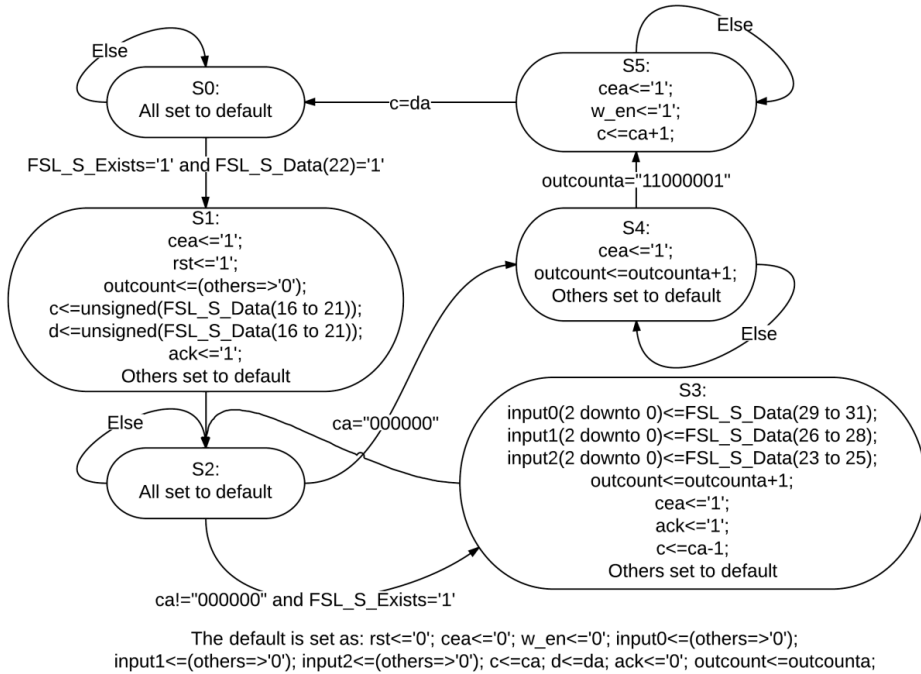 Else
S0:
All set to default
c=da
S5:
cea<='1';
w_en<='1';
c<=ca+1;
Else
FSL_S_Exists='1' and FSL_S_Data(22)='1'
outcounta="11000001"
S1:
cea<='1';
rst<='1';
outcount<=(others=>'0');
c<=unsigned(FSL_S_Data(16 to 21));
d<=unsigned(FSL_S_Data(16 to 21));
ack<='1';
Others set to default
S4:
cea<='1';
outcount<=outcounta+1;
Others set to default
Else
Else
ca="000000"
S2:
All set to default
S3:
input0(2 downto 0)<=FSL_S_Data(29 to 31);
input1(2 downto 0)<=FSL_S_Data(26 to 28);
input2(2 downto 0)<=FSL_S_Data(23 to 25);
outcount<=outcounta+1;
cea<='1';
ack<='1';
c<=ca-1;
Others set to default
ca!="000000" and FSL_S_Exists='1'
The default is set as: rst<='0'; cea<='0'; w_en<='0'; input0<=(others=>'0');
input1<=(others=>'0'); input2<=(others=>'0'); c<=ca; d<=da; ack<='0'; outcount<=outcounta;